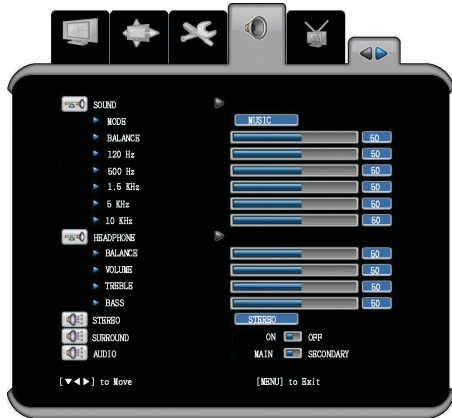 SOUND
MODE MUSIC
BALANCE 50
120 Hz 50
500 Hz 50
1.5 KHz 50
5 KHz 50
10 KHz 50
HEADPHONE
BALANCE 50
VOLUME 50
TREBLE 50
BASS 50
STEREO STEREO
SURROUND ON OFF
AUDIO MAIN SECONDARY
[▼◀▶] to Move [MENU] to Exit